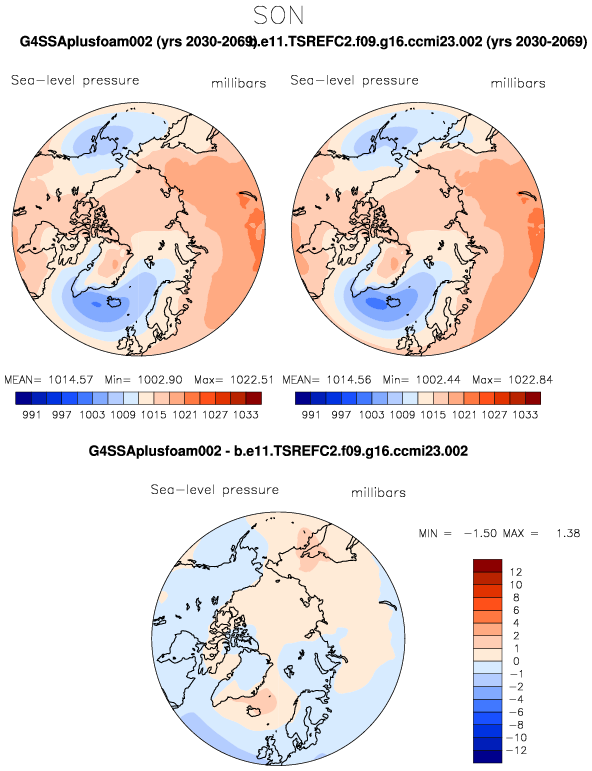 SON
G4SSAplusfoam002 (yrs 2030-2069) b.e11.TSREFC2.f09.g16.ccmi23.002 (yrs 2030-2069)
Sea-level pressure millibars Sea-level pressure millibars
MEAN= 1014.57 Min= 1002.90 Max= 1022.51 MEAN= 1014.56 Min= 1002.44 Max= 1022.84
991 997 1003 1009 1015 1021 1027 1033 991 997 1003 1009 1015 1021 1027 1033
G4SSAplusfoam002 - b.e11.TSREFC2.f09.g16.ccmi23.002
Sea-level pressure millibars
MIN = -1.50 MAX = 1.38
12
10
8
6
4
2
1
0
-1
-2
-4
-6
-8
-10
-12